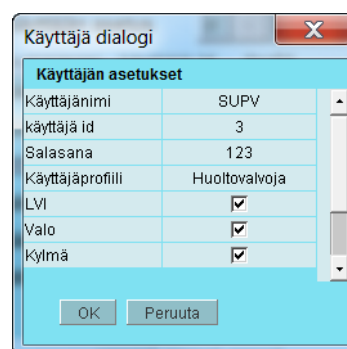 Käyttäjä dialogi
Käyttäjän asetukset
Käyttäjänimi SUPV
käyttäjä id 3
Salasana 123
Käyttäjäprofiili Huoltovalvoja
LVI
Valo
Kylmä
OK Peruuta